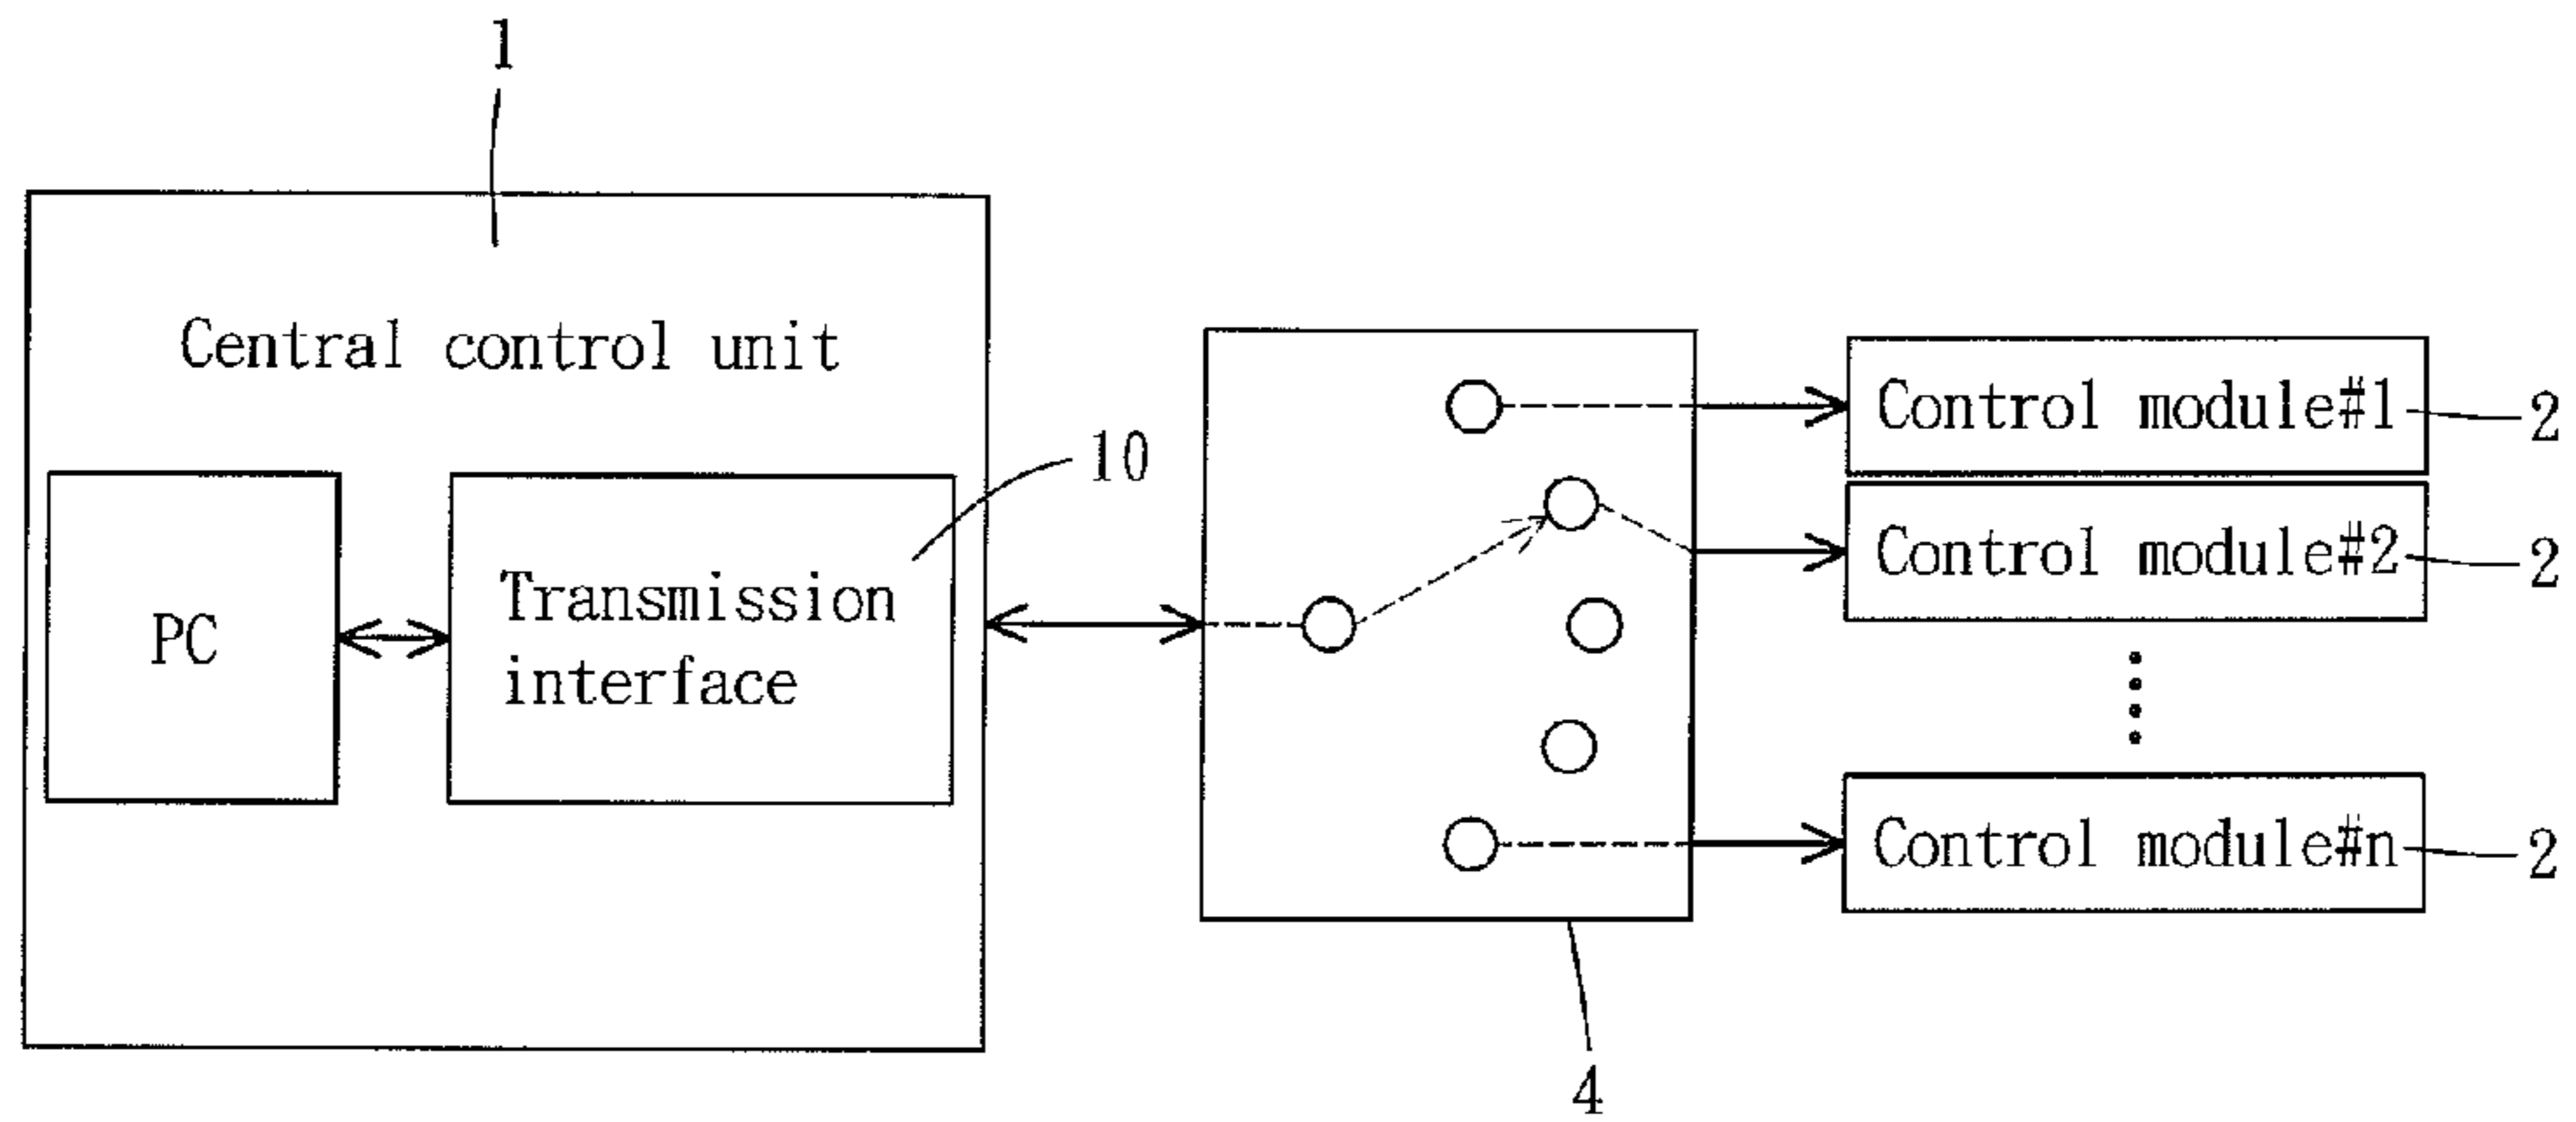 1
Central control unit
10
PC
Transmission
interface
Control module#1
2
Control module#2
2
Control module#n
2
4